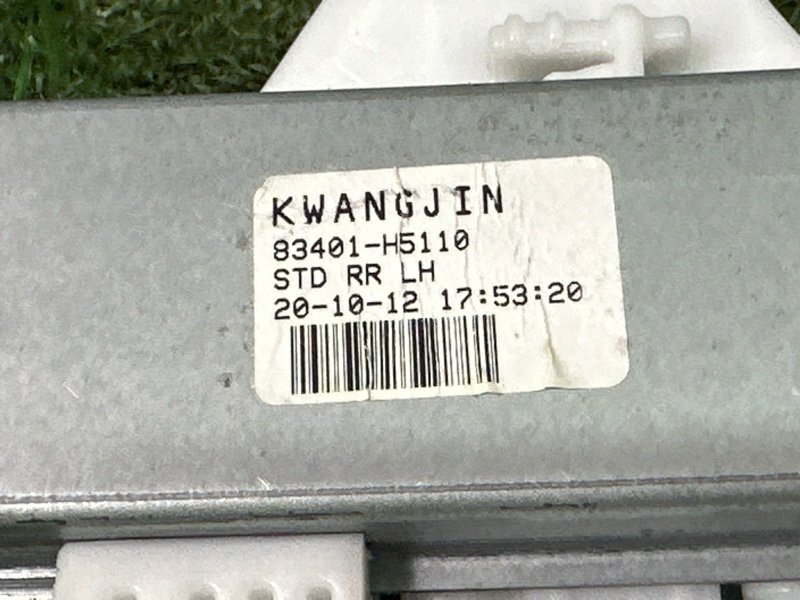 KWANGJIN
83401-H5110
STD RR LH
20-10-12 17:53:20